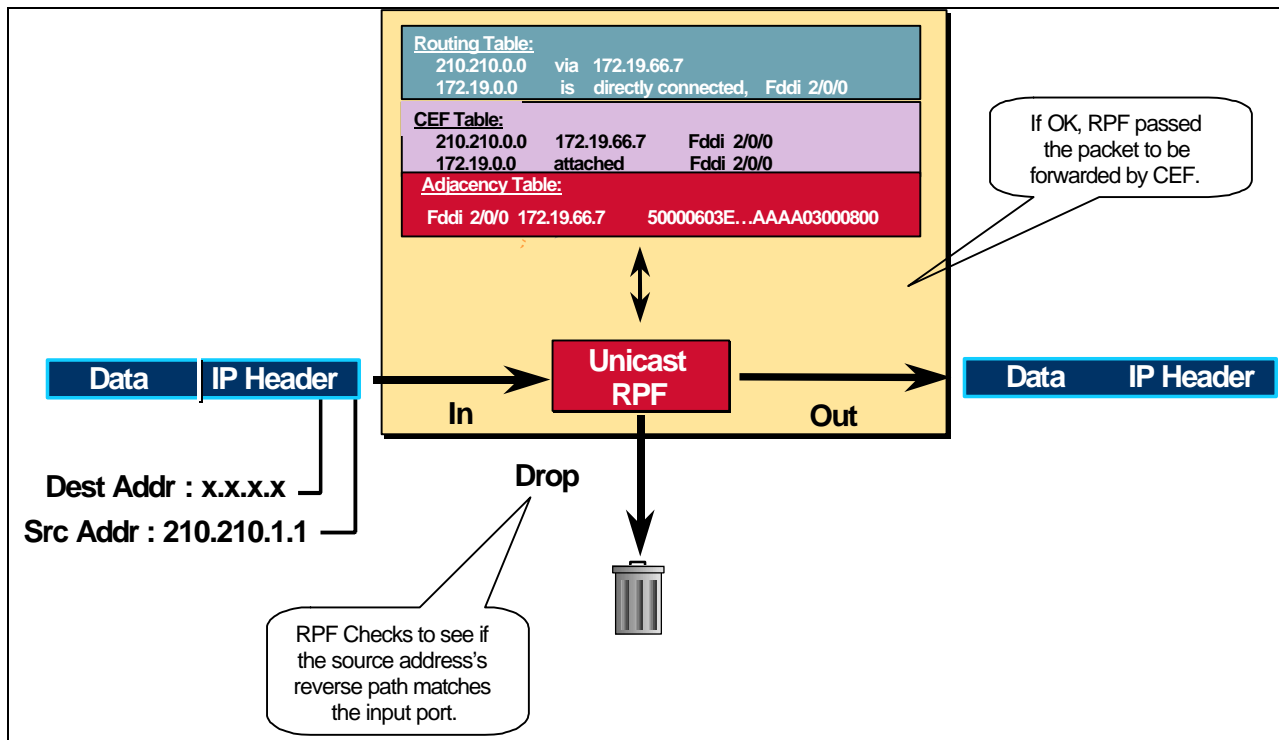 Routing Table:
210.210.0.0 via 172.19.66.7
172.19.0.0 is directly connected, Fddi 2/0/0
CEF Table:
210.210.0.0 172.19.66.7 Fddi 2/0/0
172.19.0.0 attached Fddi 2/0/0
Adjacency Table:
Fddi 2/0/0 172.19.66.7 50000603E…AAAA03000800
If OK, RPF passed
the packet to be
forwarded by CEF.
Data IP Header
Unicast
RPF
Data IP Header
In
Out
Dest Addr : x.x.x.x
Src Addr : 210.210.1.1
Drop
RPF Checks to see if
the source address’s
reverse path matches
the input port.